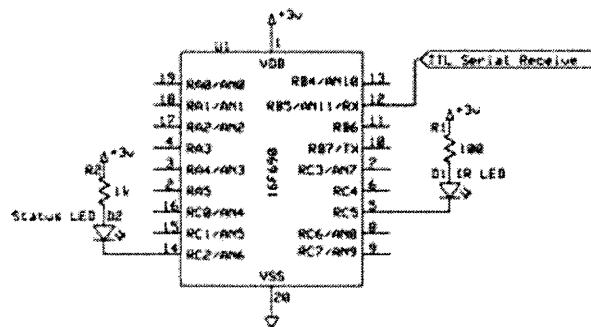 +3v
U1
1
VDD
TTL Serial Receive
19 RA0/AN0 RB4/AN10 13
18 RA1/AN1 RB5/AN11/RX 12
17 RA2/AN2 RB6 11
4 RA3 RB7/TX 10
3 RA4/AN3 RC3/AN7 7
2 RA5 RC4 6
16 RC0/AN4 RC5 5
15 RC1/AN5 RC6/AN8 8
14 RC2/AN6 RC7/AN9 9
16F690
VSS
20
+3v
R2
1k
Status LED D2
+3v
R1
100
D1 IR LED